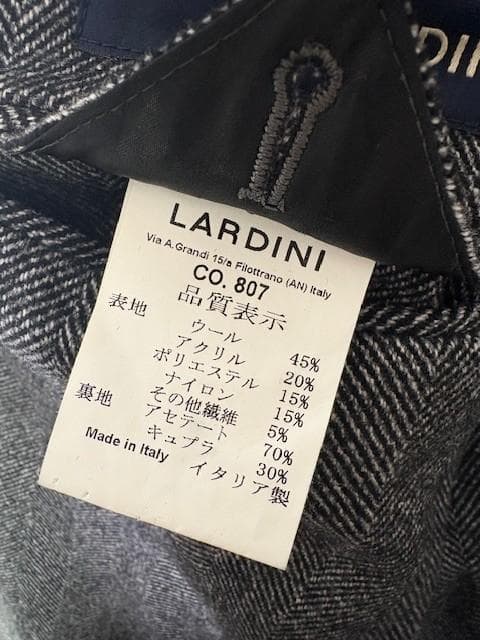 LARDINI
Via A.Grandi 15/a Filottrano (AN) Italy
CO. 807
品質表示
表地 ウール 45%
アクリル 20%
ポリエステル 15%
ナイロン 15%
その他繊維 5%
裏地 アセテート 70%
キュプラ 30%
Made in Italy イタリア製